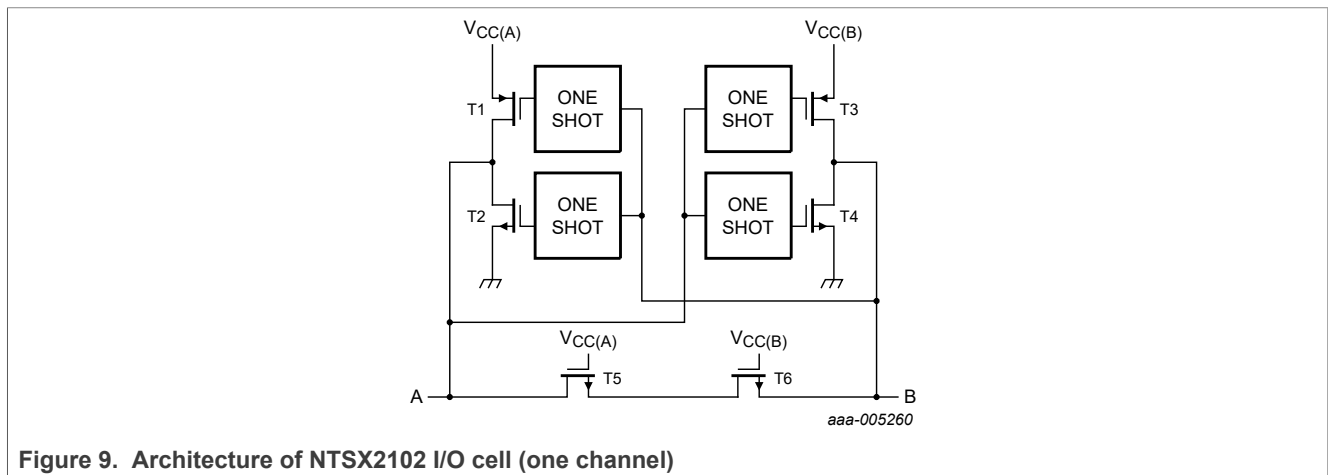 VCC(A)
VCC(B)
T1
ONE
SHOT
ONE
SHOT
T3
T2
ONE
SHOT
ONE
SHOT
T4
VCC(A)
VCC(B)
T5
T6
A
B
aaa-005260
Figure 9. Architecture of NTSX2102 I/O cell (one channel)